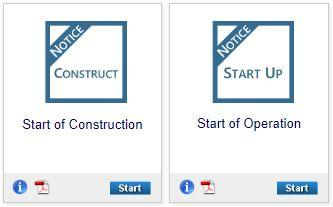 NOTICE
CONSTRUCT
Start of Construction
Start
NOTICE
START UP
Start of Operation
Start